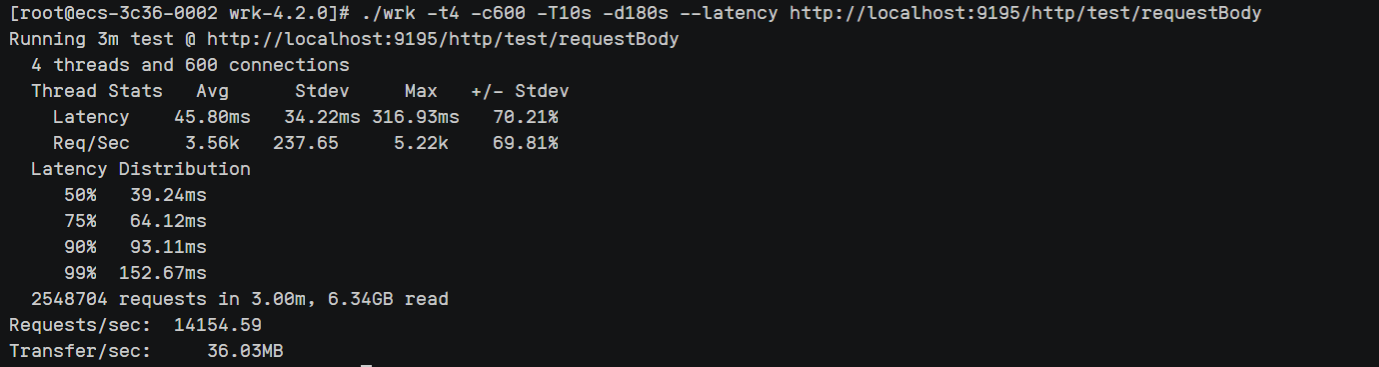 [root@ecs-3c36-0002 wrk-4.2.0]# ./wrk -t4 -c600 -T10s -d180s --latency http://localhost:9195/http/test/requestBody
Running 3m test @ http://localhost:9195/http/test/requestBody
  4 threads and 600 connections
  Thread Stats   Avg      Stdev     Max   +/- Stdev
    Latency    45.80ms   34.22ms 316.93ms   70.21%
    Req/Sec     3.56k   237.65     5.22k    69.81%
  Latency Distribution
     50%   39.24ms
     75%   64.12ms
     90%   93.11ms
     99%  152.67ms
  2548704 requests in 3.00m, 6.34GB read
Requests/sec:  14154.59
Transfer/sec:     36.03MB